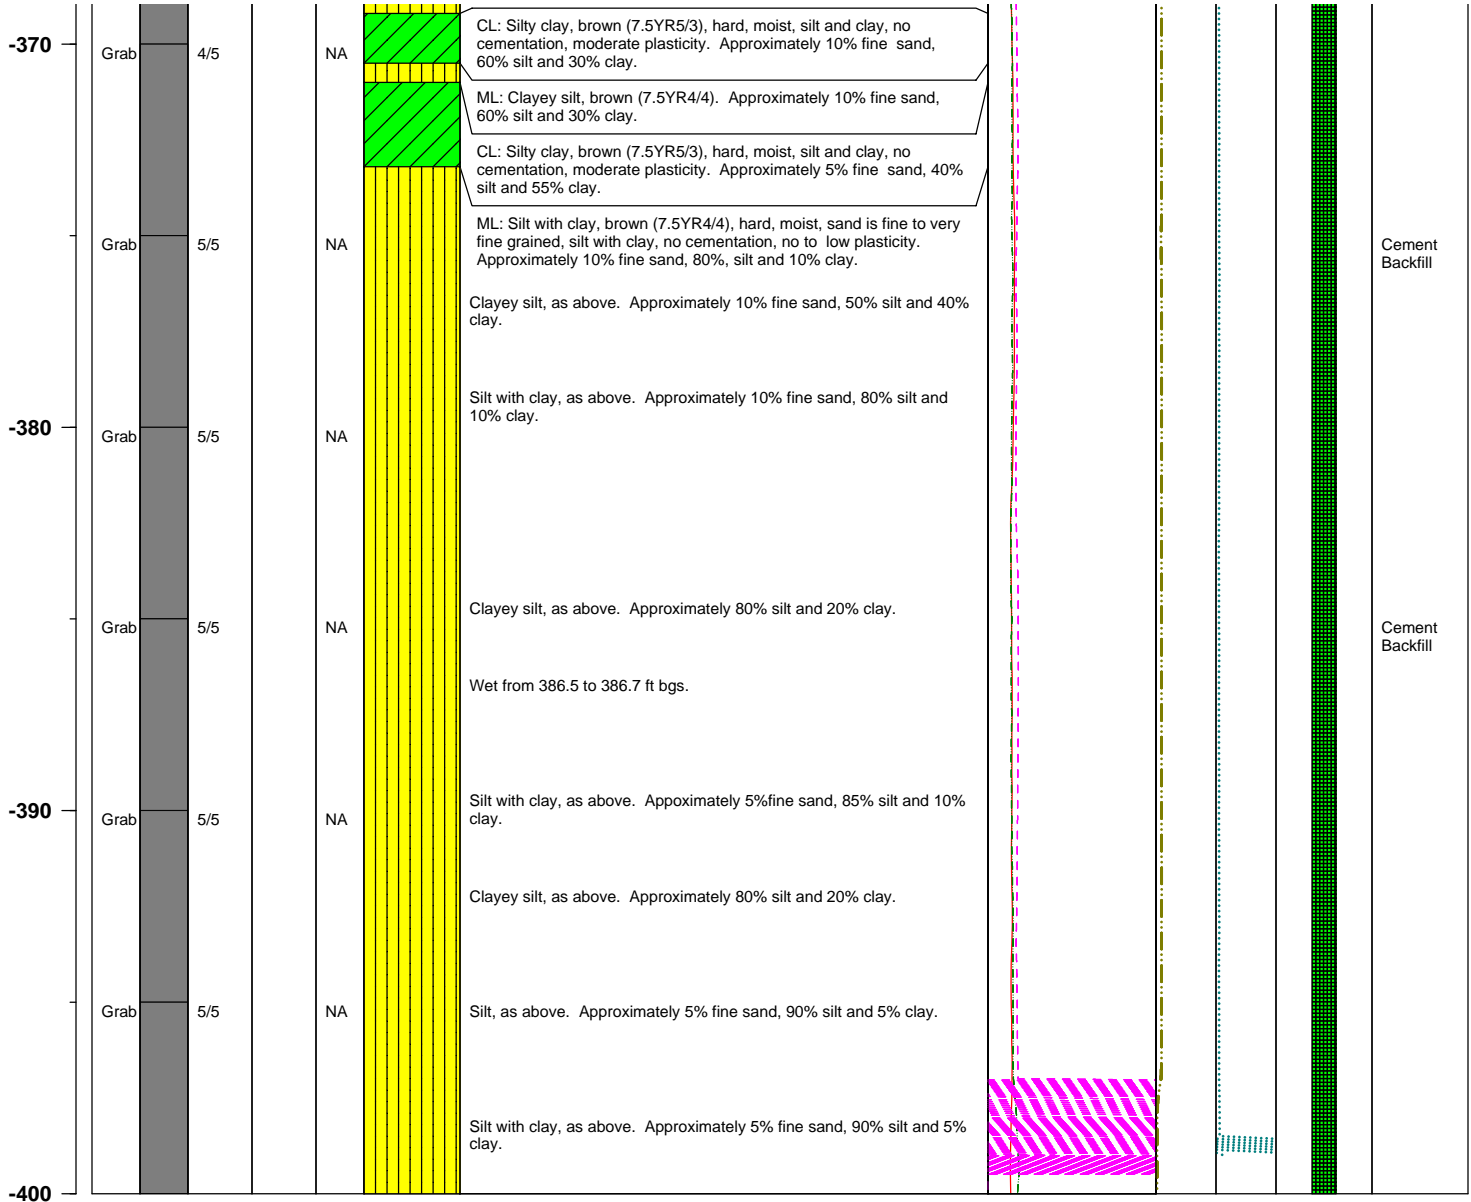 CL: Silty clay, brown (7.5YR5/3), hard, moist, silt and clay, no
cementation, moderate plasticity.  Approximately 10% fine  sand,
60% silt and 30% clay.
-370
Grab
4/5
NA
ML: Clayey silt, brown (7.5YR4/4).  Approximately 10% fine sand,
60% silt and 30% clay.
CL: Silty clay, brown (7.5YR5/3), hard, moist, silt and clay, no
cementation, moderate plasticity.  Approximately 5% fine  sand, 40%
silt and 55% clay.
ML: Silt with clay, brown (7.5YR4/4), hard, moist, sand is fine to very
fine grained, silt with clay, no cementation, no to  low plasticity.
Approximately 10% fine sand, 80%, silt and 10% clay.
Grab
5/5
NA
Cement
Backfill
Clayey silt, as above.  Approximately 10% fine sand, 50% silt and 40%
clay.
Silt with clay, as above.  Approximately 10% fine sand, 80% silt and
10% clay.
-380
Grab
5/5
NA
Clayey silt, as above.  Approximately 80% silt and 20% clay.
Grab
5/5
NA
Cement
Backfill
Wet from 386.5 to 386.7 ft bgs.
Silt with clay, as above.  Appoximately 5%fine sand, 85% silt and 10%
clay.
-390
Grab
5/5
NA
Clayey silt, as above.  Approximately 80% silt and 20% clay.
Grab
5/5
NA
Silt, as above.  Approximately 5% fine sand, 90% silt and 5% clay.
Silt with clay, as above.  Approximately 5% fine sand, 90% silt and 5%
clay.
-400